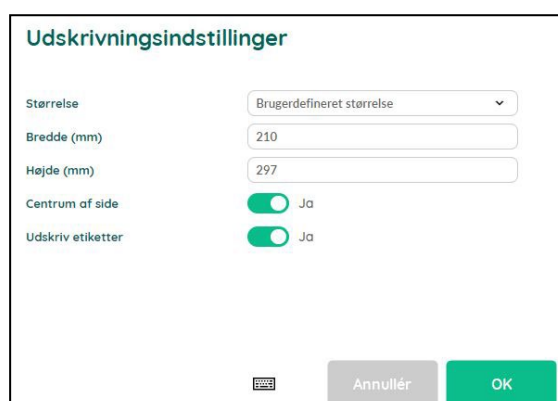 Udskrivningsindstillinger
Størrelse Brugerdefineret størrelse
Bredde (mm) 210
Højde (mm) 297
Centrum af side Ja
Udskriv etiketter Ja
Annullér OK